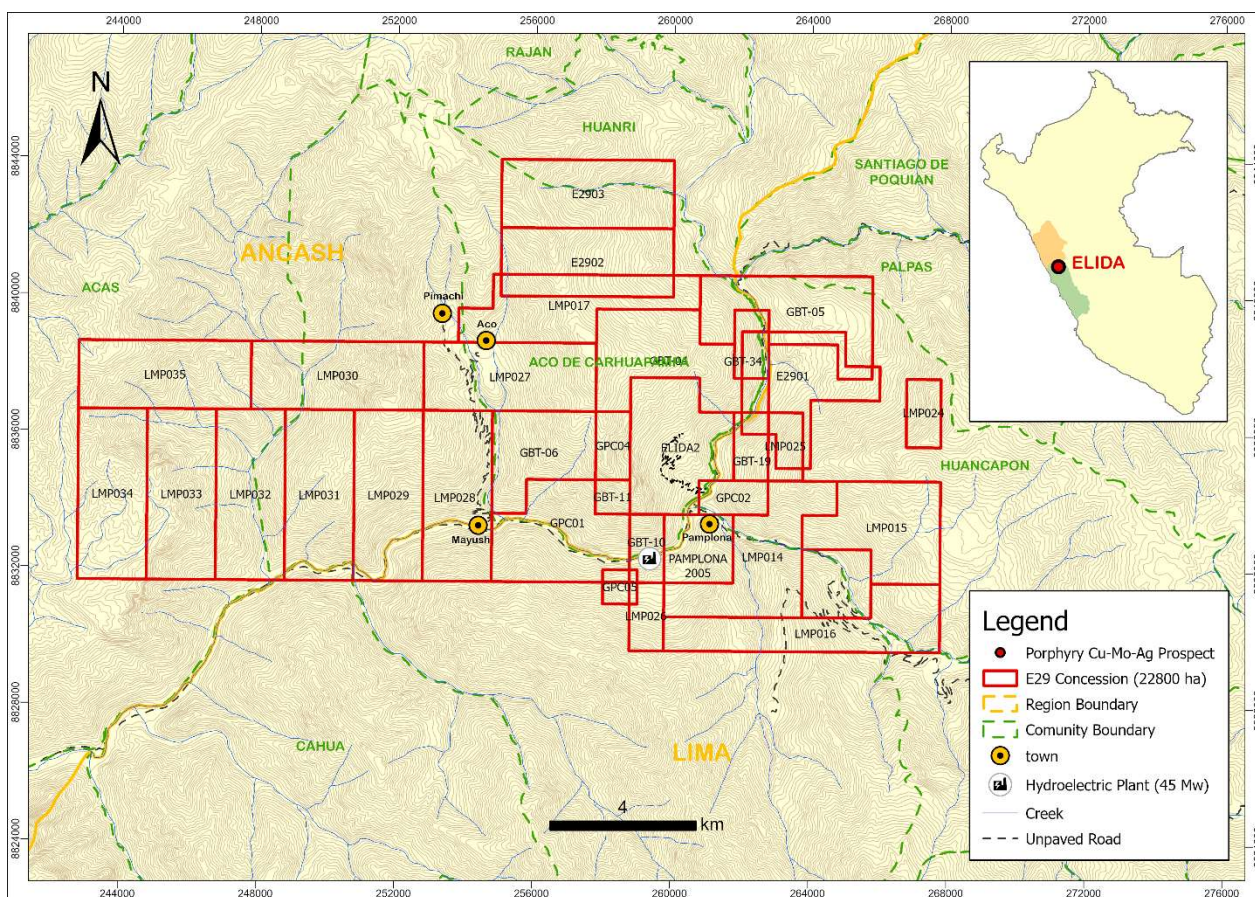 244000 248000 252000 256000 260000 264000 268000 272000 276000
RAJAN
N
HUANRI
8844000
SANTIAGO DE
POQUIAN
E2903
ANCASH
E2902
PALPAS
ELIDA
ACAS
8840000
Pimachi
LMP017
GBT-05
Aco
ACO DE CARHUAPAMPA
GBT-01
GBT-34
LMP035
LMP030
LMP027
E2901
LMP024
8836000
GPC04
ELIDA2
LMP025
GBT-06
GBT-19
HUANCAPON
LMP034
LMP033
LMP032
LMP031
LMP029
LMP028
GBT-11
GPC02
GPC01
LMP015
Mayush
Pamplona
GBT-10
PAMPLONA
2005
LMP014
8832000
GPC05
LMP026
LMP016
Legend
Porphyry Cu-Mo-Ag Prospect
E29 Concession (22800 ha)
Region Boundary
Comunity Boundary
town
Hydroelectric Plant (45 Mw)
Creek
Unpaved Road
8828000
CAHUA
LIMA
4
km
8824000
244000 248000 252000 256000 260000 264000 268000 272000 276000